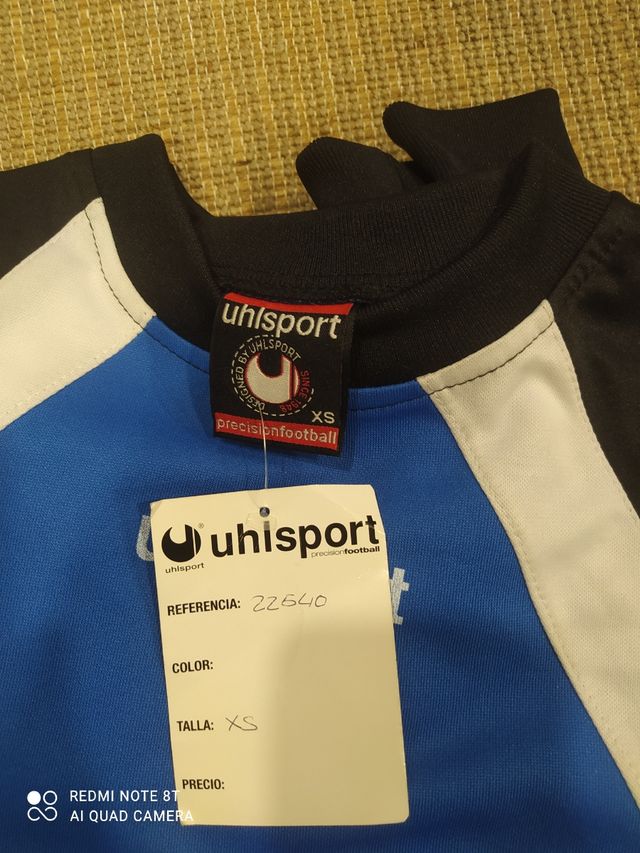 uhlsport
DESIGNED BY UHLSPORT
SINCE 1948
XS
precisionfootball
uhlsport
uhlsport
precisionfootball
REFERENCIA: 22640
COLOR:
TALLA: XS
PRECIO:
REDMI NOTE 8T
AI QUAD CAMERA